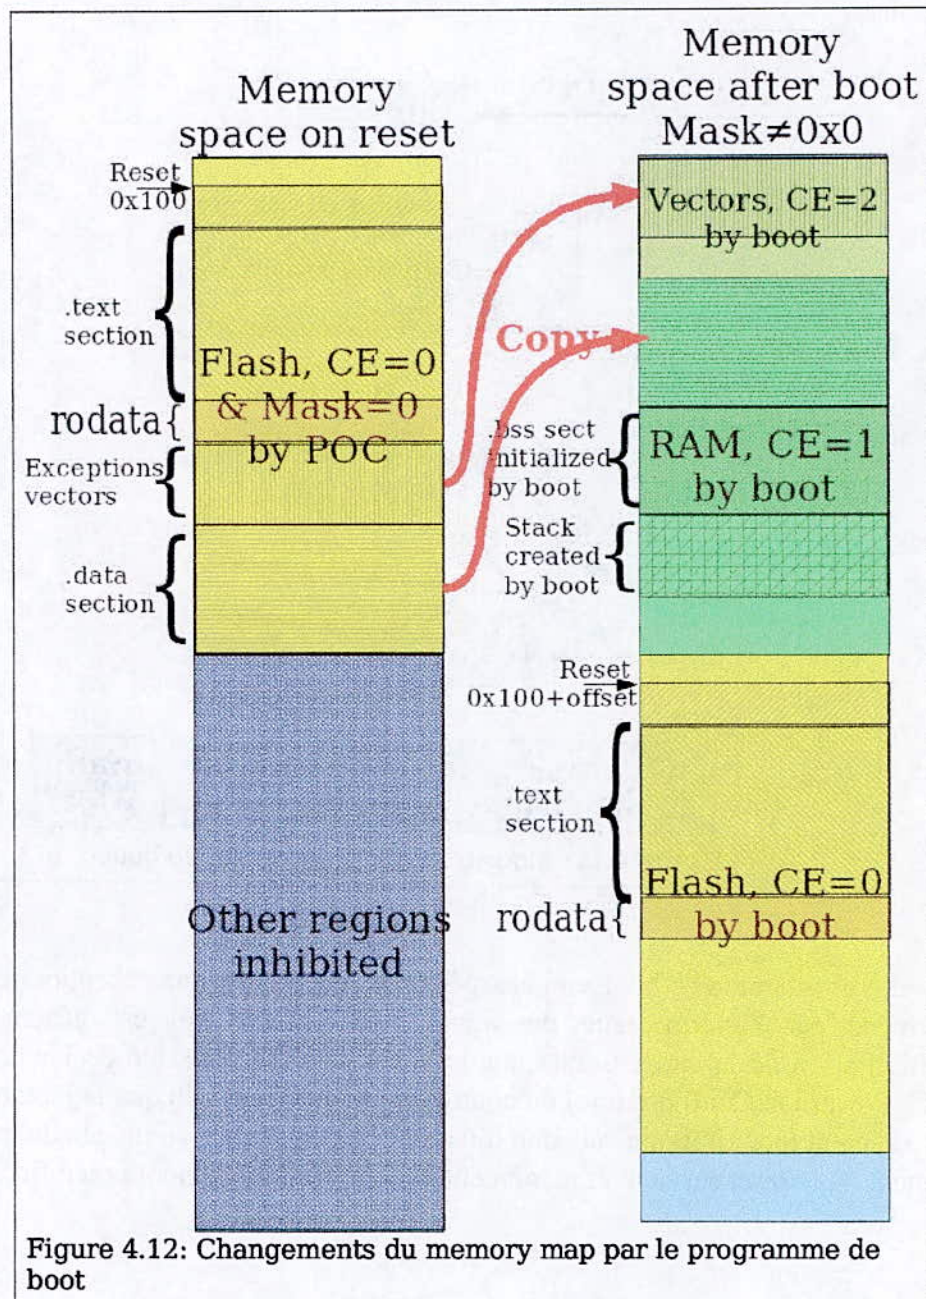 Memory
space on reset
Reset
0x100
.text
section
Flash, CE=0
& Mask=0
by POC
rodata{
Exceptions
vectors
.data
section
Other regions
inhibited
Copy
Memory
space after boot
Mask≠0x0
Vectors, CE=2
by boot
.bss sect
initialized
by boot
RAM, CE=1
by boot
Stack
created
by boot
Reset
0x100+offset
.text
section
Flash, CE=0
by boot
rodata{
Figure 4.12: Changements du memory map par le programme de
boot